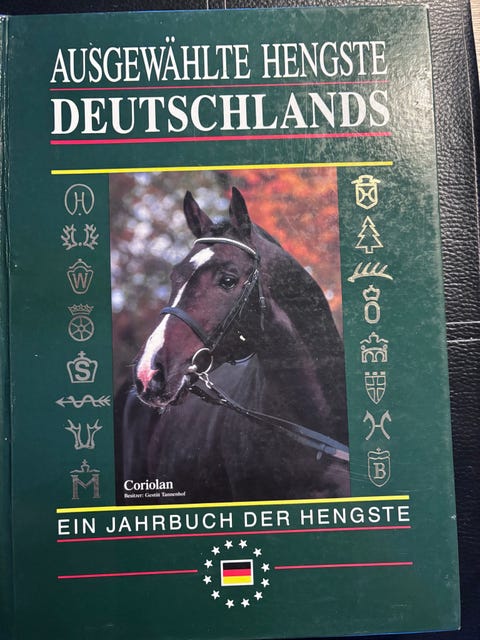 AUSGEWÄHLTE HENGSTE
DEUTSCHLANDS
Coriolan
Besitzer: Gestüt Tannenhof
EIN JAHRBUCH DER HENGSTE